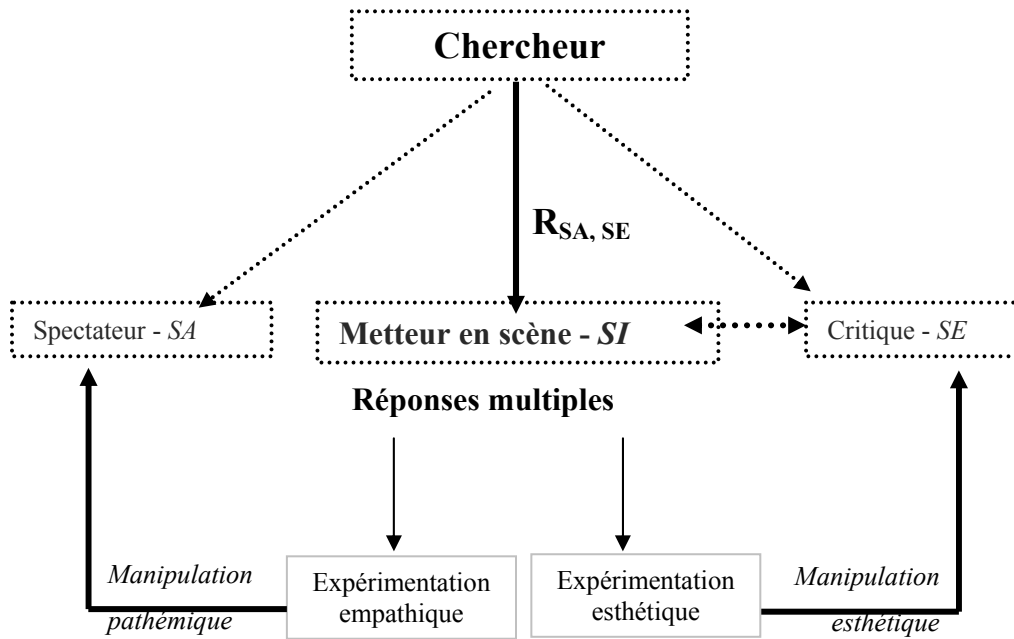 Chercheur
R SA, SE
Spectateur - SA
Metteur en scène - SI
Critique - SE
Réponses multiples
Manipulation
pathémique
Expérimentation
empathique
Expérimentation
esthétique
Manipulation
esthétique